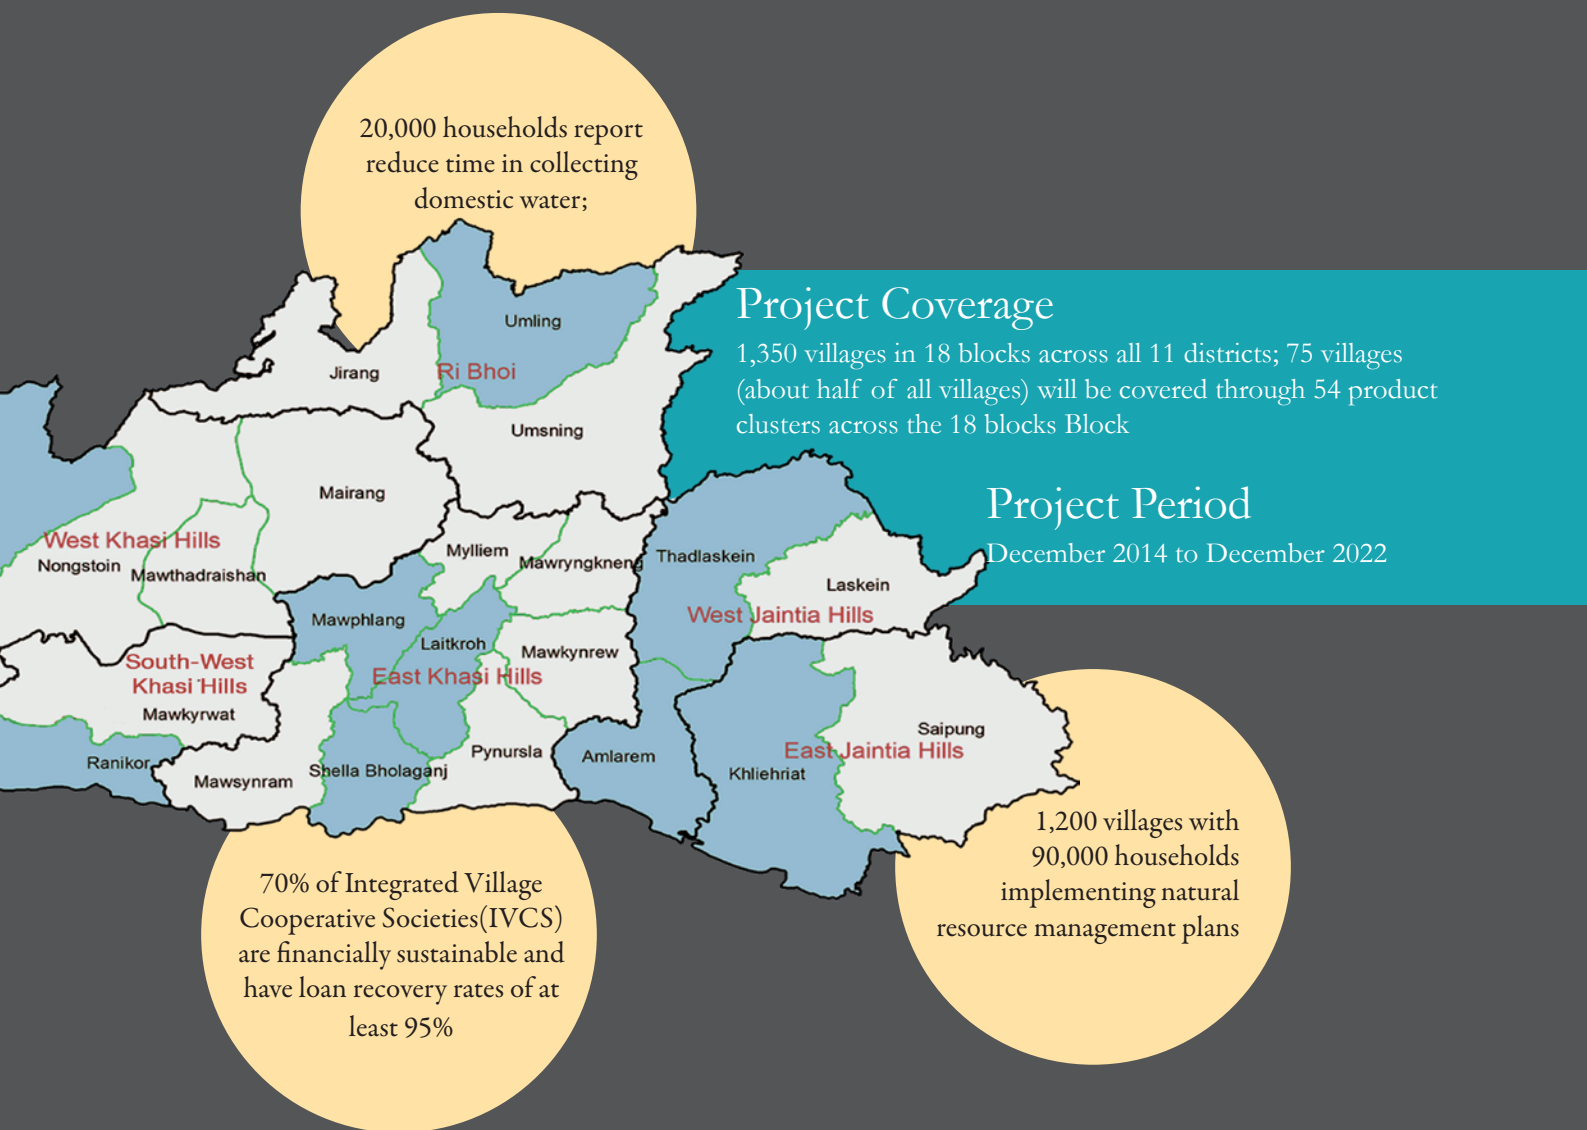 20,000 households report
reduce time in collecting
domestic water;
Project Coverage
1,350 villages in 18 blocks across all 11 districts; 75 villages
(about half of all villages) will be covered through 54 product
clusters across the 18 blocks Block
Project Period
December 2014 to December 2022
Umling
Jirang
Ri Bhoi
Umsning
Mairang
West Khasi Hills
Nongstoin
Mawthadraishan
Mylliem
Mawryngkneng
Thadlaskein
Laskein
West Jaintia Hills
Mawphlang
Laitkroh
Mawkynrew
East Khasi Hills
South-West
Khasi Hills
Mawkyrwat
Ranikor
Mawsynram
Shella Bholaganj
Pynursla
Amlarem
Saipung
East Jaintia Hills
Khliehriat
1,200 villages with
90,000 households
implementing natural
resource management plans
70% of Integrated Village
Cooperative Societies(IVCS)
are financially sustainable and
have loan recovery rates of at
least 95%